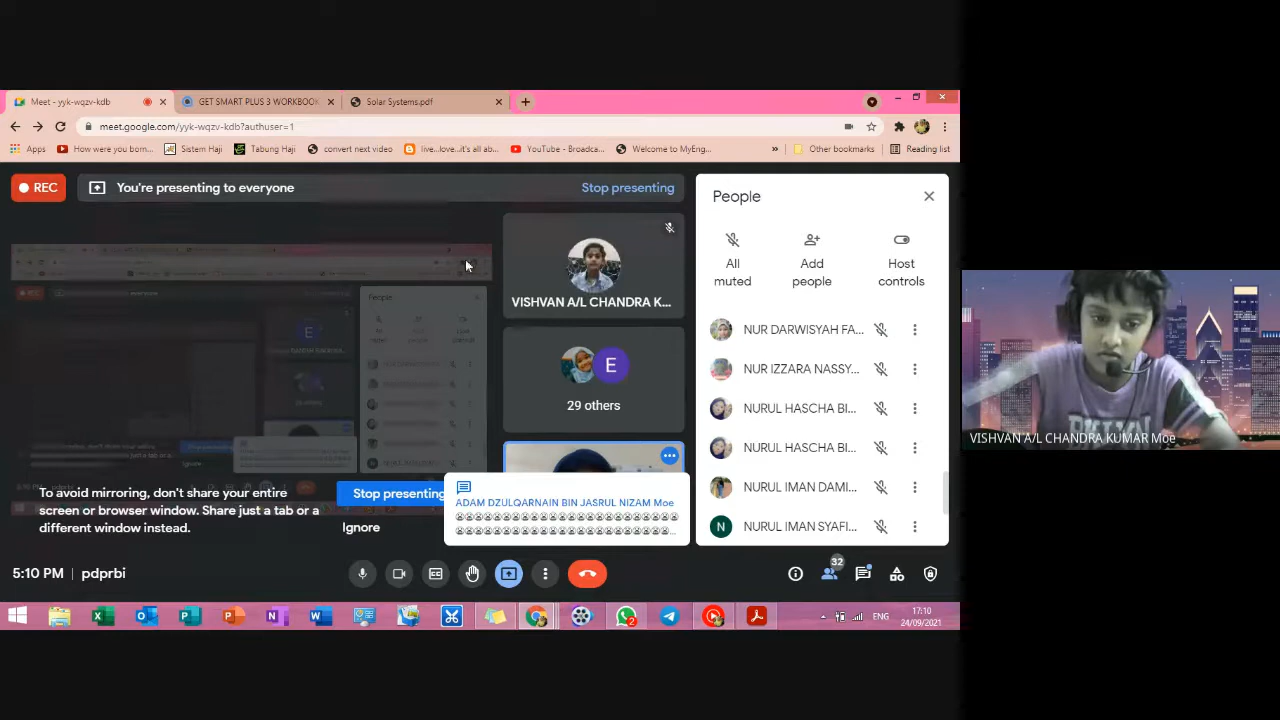 Meet - yyk-wqzv-kdb
GET SMART PLUS 3 WORKBOOK
Solar Systems.pdf
meet.google.com/yyk-wqzv-kdb?authuser=1
Apps
How were you born...
Sistem Haji
Tabung Haji
convert next video
live...love...it's all ab...
YouTube - Broadca...
Welcome to MyEng...
»
Other bookmarks
Reading list
REC
You're presenting to everyone
Stop presenting
People
All muted
Add people
Host controls
VISHVAN A/L CHANDRA K...
E
29 others
NUR DARWISYAH FA...
NUR IZZARA NASSY...
NURUL HASCHA BI...
NURUL HASCHA BI...
NURUL IMAN DAMI...
N
NURUL IMAN SYAFI...
To avoid mirroring, don't share your entire
screen or browser window. Share just a tab or a
different window instead.
Stop presenting
Ignore
ADAM DZULQARNAIN BIN JASRUL NIZAM Moe
5:10 PM | pdprbi
32
2
ENG
17:10
24/09/2021
VISHVAN A/L CHANDRA KUMAR Moe